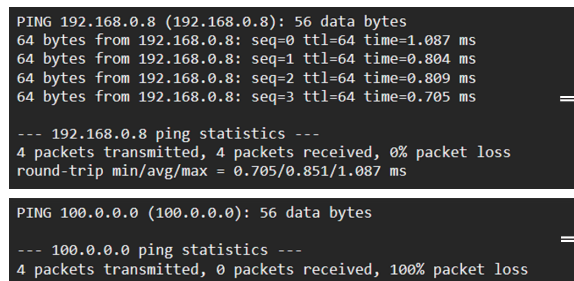 PING 192.168.0.8 (192.168.0.8): 56 data bytes
64 bytes from 192.168.0.8: seq=0 ttl=64 time=1.087 ms
64 bytes from 192.168.0.8: seq=1 ttl=64 time=0.804 ms
64 bytes from 192.168.0.8: seq=2 ttl=64 time=0.809 ms
64 bytes from 192.168.0.8: seq=3 ttl=64 time=0.705 ms
--- 192.168.0.8 ping statistics ---
4 packets transmitted, 4 packets received, 0% packet loss
round-trip min/avg/max = 0.705/0.851/1.087 ms
PING 100.0.0.0 (100.0.0.0): 56 data bytes
--- 100.0.0.0 ping statistics ---
4 packets transmitted, 0 packets received, 100% packet loss